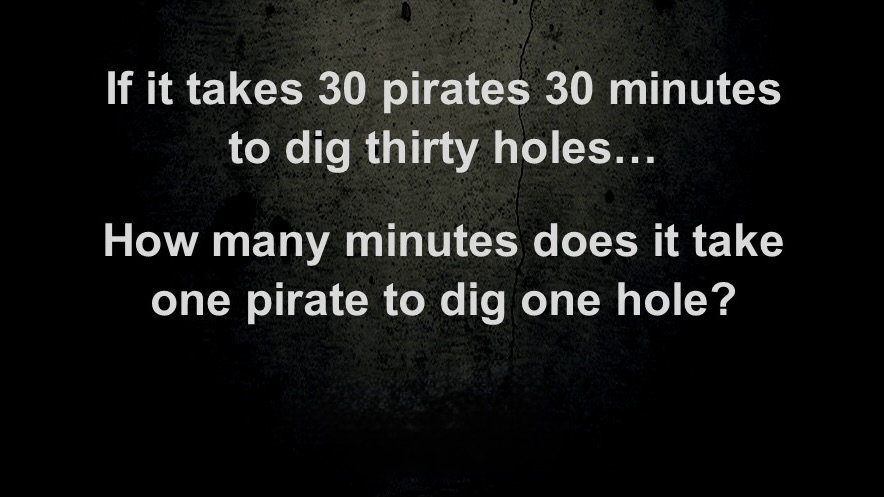 If it takes 30 pirates 30 minutes
to dig thirty holes…
How many minutes does it take
one pirate to dig one hole?